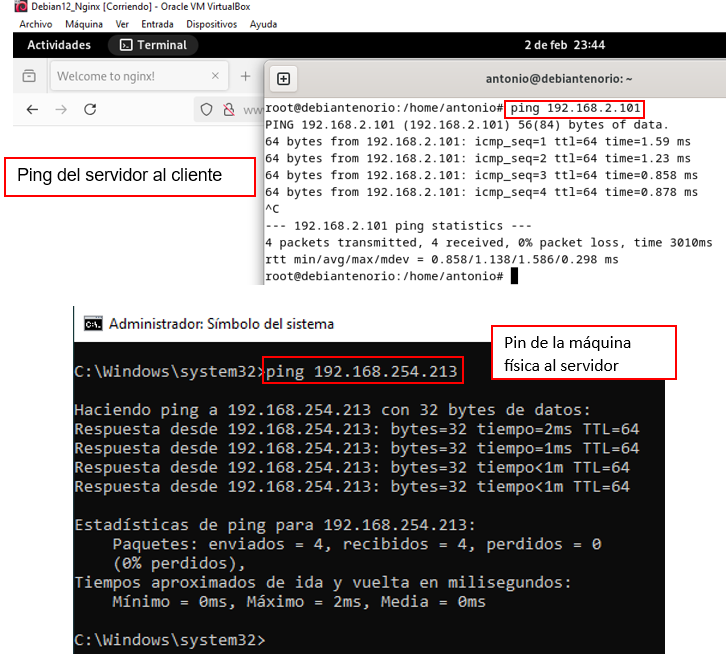 Debian12_Nginx [Corriendo] - Oracle VM VirtualBox
Archivo Máquina Ver Entrada Dispositivos Ayuda
Actividades Terminal 2 de feb 23:44
Welcome to nginx! × +
antonio@debiantenorio: ~
www
root@debiantenorio:/home/antonio# ping 192.168.2.101
PING 192.168.2.101 (192.168.2.101) 56(84) bytes of data.
64 bytes from 192.168.2.101: icmp_seq=1 ttl=64 time=1.59 ms
64 bytes from 192.168.2.101: icmp_seq=2 ttl=64 time=1.23 ms
64 bytes from 192.168.2.101: icmp_seq=3 ttl=64 time=0.858 ms
64 bytes from 192.168.2.101: icmp_seq=4 ttl=64 time=0.878 ms
^C
--- 192.168.2.101 ping statistics ---
4 packets transmitted, 4 received, 0% packet loss, time 3010ms
rtt min/avg/max/mdev = 0.858/1.138/1.586/0.298 ms
root@debiantenorio:/home/antonio#
Ping del servidor al cliente
Administrador: Símbolo del sistema
Pin de la máquina
física al servidor
C:\Windows\system32>ping 192.168.254.213
Haciendo ping a 192.168.254.213 con 32 bytes de datos:
Respuesta desde 192.168.254.213: bytes=32 tiempo=2ms TTL=64
Respuesta desde 192.168.254.213: bytes=32 tiempo=1ms TTL=64
Respuesta desde 192.168.254.213: bytes=32 tiempo<1m TTL=64
Respuesta desde 192.168.254.213: bytes=32 tiempo<1m TTL=64
Estadísticas de ping para 192.168.254.213:
Paquetes: enviados = 4, recibidos = 4, perdidos = 0
(0% perdidos),
Tiempos aproximados de ida y vuelta en milisegundos:
Mínimo = 0ms, Máximo = 2ms, Media = 0ms
C:\Windows\system32>